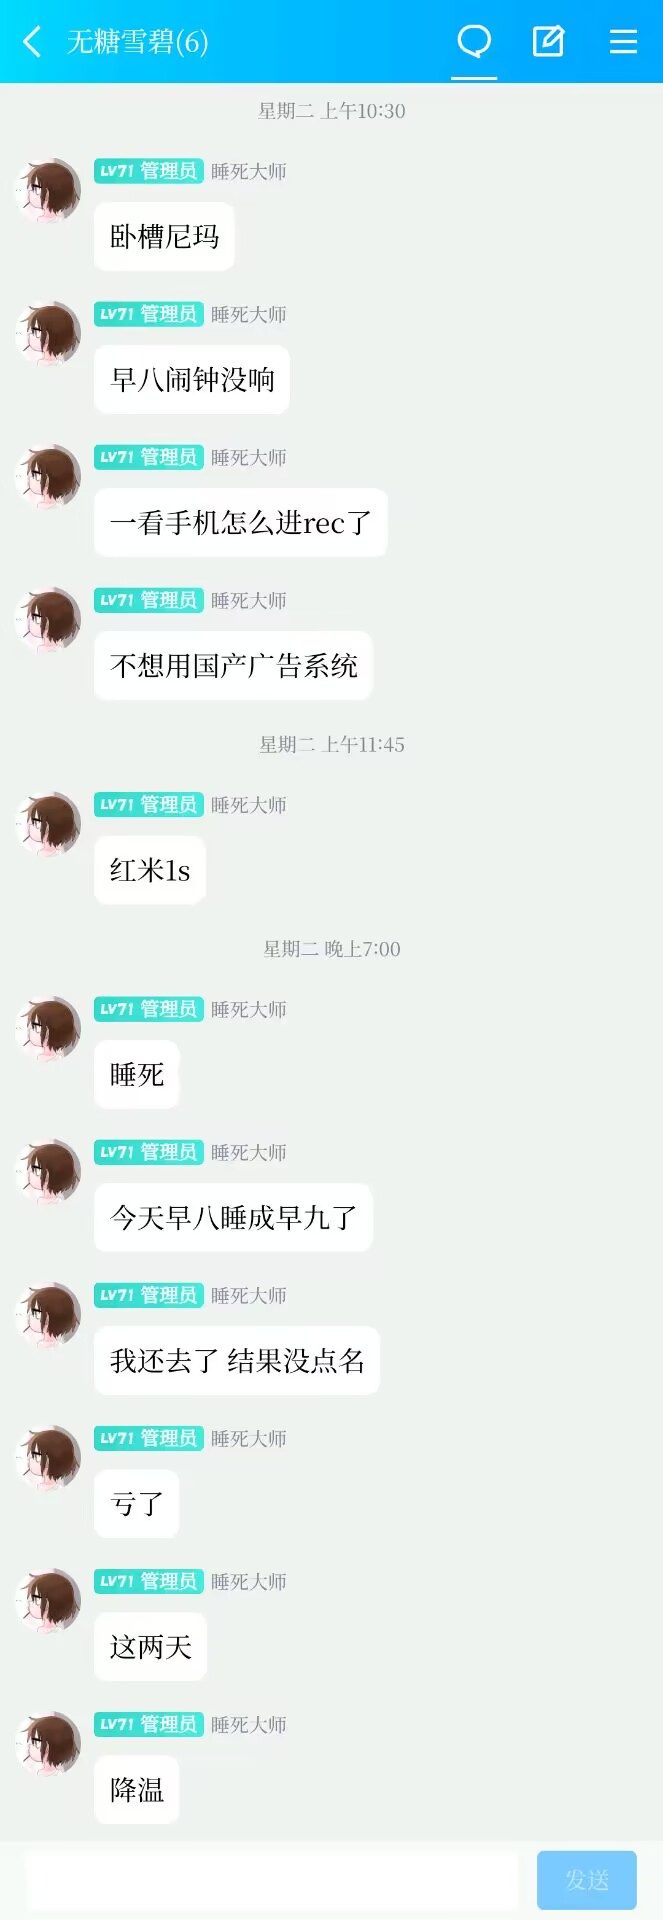 无糖雪碧(6)
星期二 上午10:30
LV71 管理员 睡死大师
卧槽尼玛
LV71 管理员 睡死大师
早八闹钟没响
LV71 管理员 睡死大师
一看手机怎么进rec了
LV71 管理员 睡死大师
不想用国产广告系统
星期二 上午11:45
LV71 管理员 睡死大师
红米1s
星期二 晚上7:00
LV71 管理员 睡死大师
睡死
LV71 管理员 睡死大师
今天早八睡成早九了
LV71 管理员 睡死大师
我还去了 结果没点名
LV71 管理员 睡死大师
亏了
LV71 管理员 睡死大师
这两天
LV71 管理员 睡死大师
降温
发送